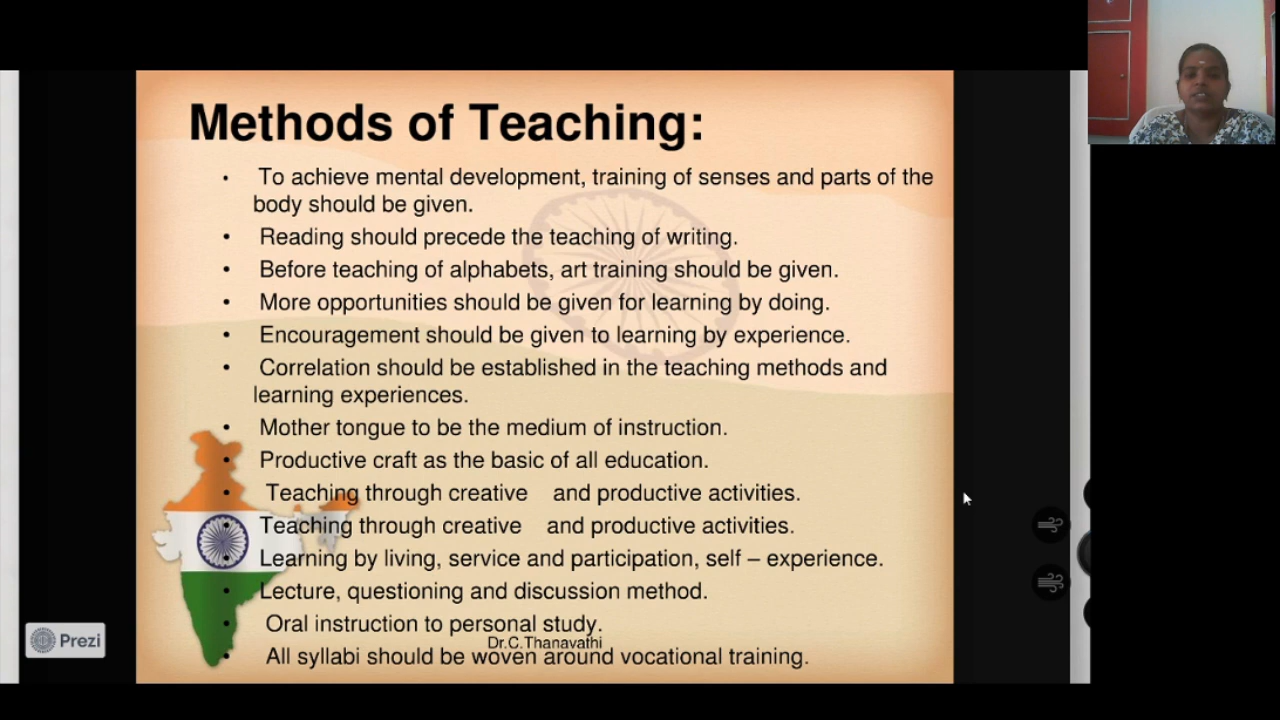 Methods of Teaching:
• To achieve mental development, training of senses and parts of the
body should be given.
• Reading should precede the teaching of writing.
• Before teaching of alphabets, art training should be given.
• More opportunities should be given for learning by doing.
• Encouragement should be given to learning by experience.
• Correlation should be established in the teaching methods and
learning experiences.
• Mother tongue to be the medium of instruction.
• Productive craft as the basic of all education.
• Teaching through creative and productive activities.
• Teaching through creative and productive activities.
• Learning by living, service and participation, self – experience.
• Lecture, questioning and discussion method.
• Oral instruction to personal study.
Dr.C.Thanavathi
• All syllabi should be woven around vocational training.
Prezi